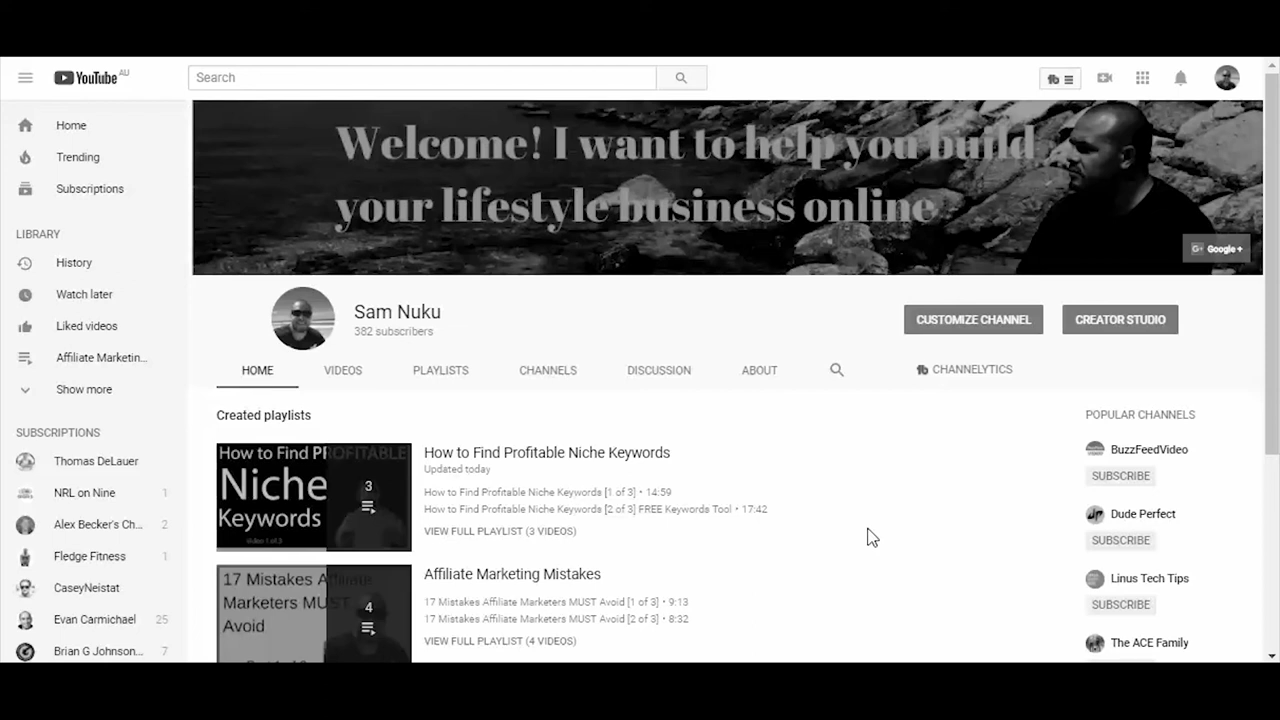 YouTube AU
Search
Home
Trending
Subscriptions
LIBRARY
History
Watch later
Liked videos
Affiliate Marketin...
Show more
SUBSCRIPTIONS
Thomas DeLauer
NRL on Nine 1
Alex Becker's Ch...
Fledge Fitness 1
CaseyNeistat
Evan Carmichael 25
Brian G Johnson... 7
Welcome! I want to help you build
your lifestyle business online
G+ Google +
Sam Nuku
382 subscribers
CUSTOMIZE CHANNEL
CREATOR STUDIO
HOME VIDEOS PLAYLISTS CHANNELS DISCUSSION ABOUT CHANNELYTICS
Created playlists
How to Find PROFITABLE
Niche
Keywords
3
How to Find Profitable Niche Keywords
Updated today
How to Find Profitable Niche Keywords [1 of 3] • 14:59
How to Find Profitable Niche Keywords [2 of 3] FREE Keywords Tool • 17:42
VIEW FULL PLAYLIST (3 VIDEOS)
17 Mistakes Affiliate
Marketers MUST
Avoid
4
Affiliate Marketing Mistakes
17 Mistakes Affiliate Marketers MUST Avoid [1 of 3] • 9:13
17 Mistakes Affiliate Marketers MUST Avoid [2 of 3] • 8:32
VIEW FULL PLAYLIST (4 VIDEOS)
POPULAR CHANNELS
BuzzFeedVideo
SUBSCRIBE
Dude Perfect
SUBSCRIBE
Linus Tech Tips
SUBSCRIBE
The ACE Family